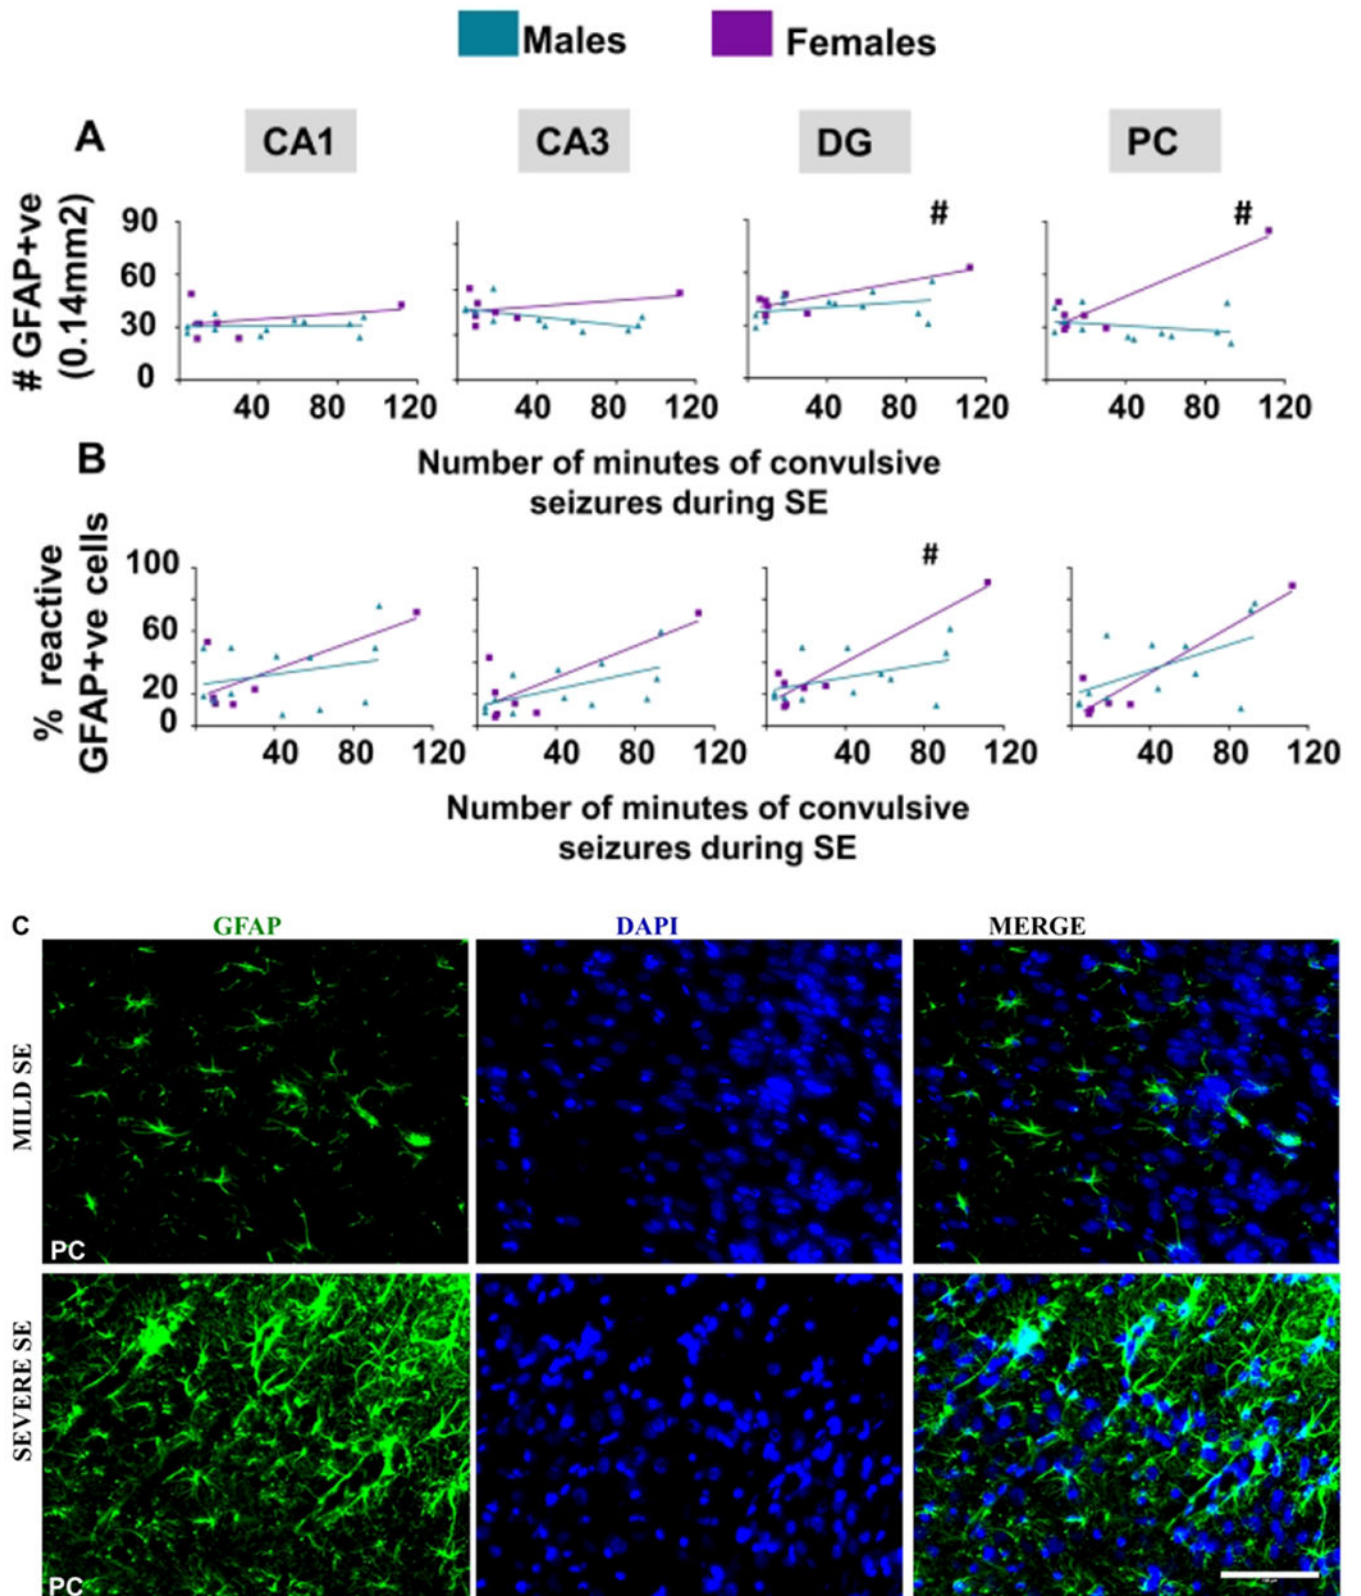 Males Females
A CA1 CA3 DG PC
# GFAP+ve
(0.14mm2)
90
60
30
0
# #
40 80 120 40 80 120 40 80 120 40 80 120
Number of minutes of convulsive
seizures during SE
B
% reactive
GFAP+ve cells
100
60
20
0
#
40 80 120 40 80 120 40 80 120 40 80 120
Number of minutes of convulsive
seizures during SE
C GFAP DAPI MERGE
MILD SE
PC
SEVERE SE
PC